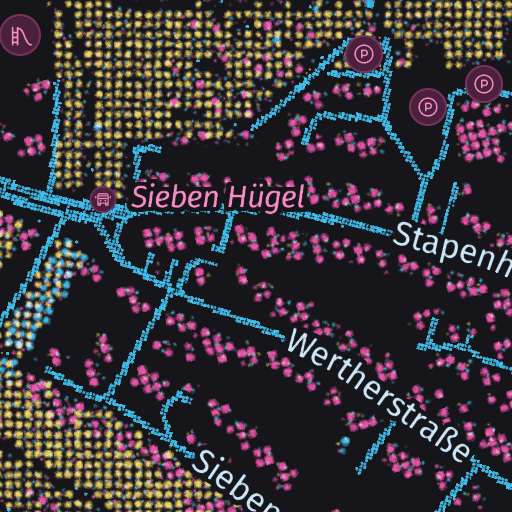 P
P
P
Sieben Hügel
Stapenh
Wertherstraße
Sieben